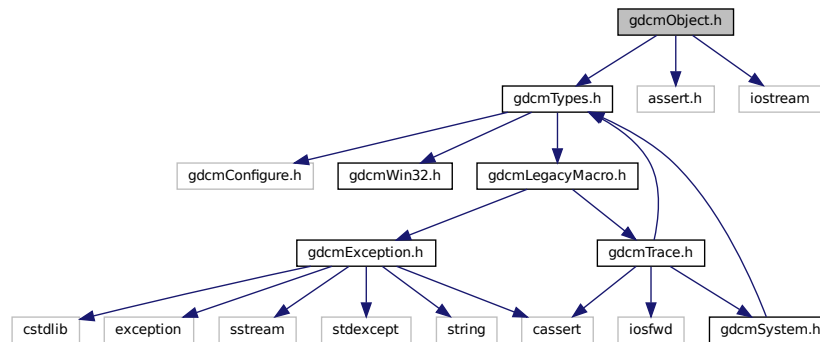 gdcmObject.h
gdcmTypes.h
assert.h
iostream
gdcmConfigure.h
gdcmWin32.h
gdcmLegacyMacro.h
gdcmException.h
gdcmTrace.h
cstdlib
exception
sstream
stdexcept
string
cassert
iosfwd
gdcmSystem.h